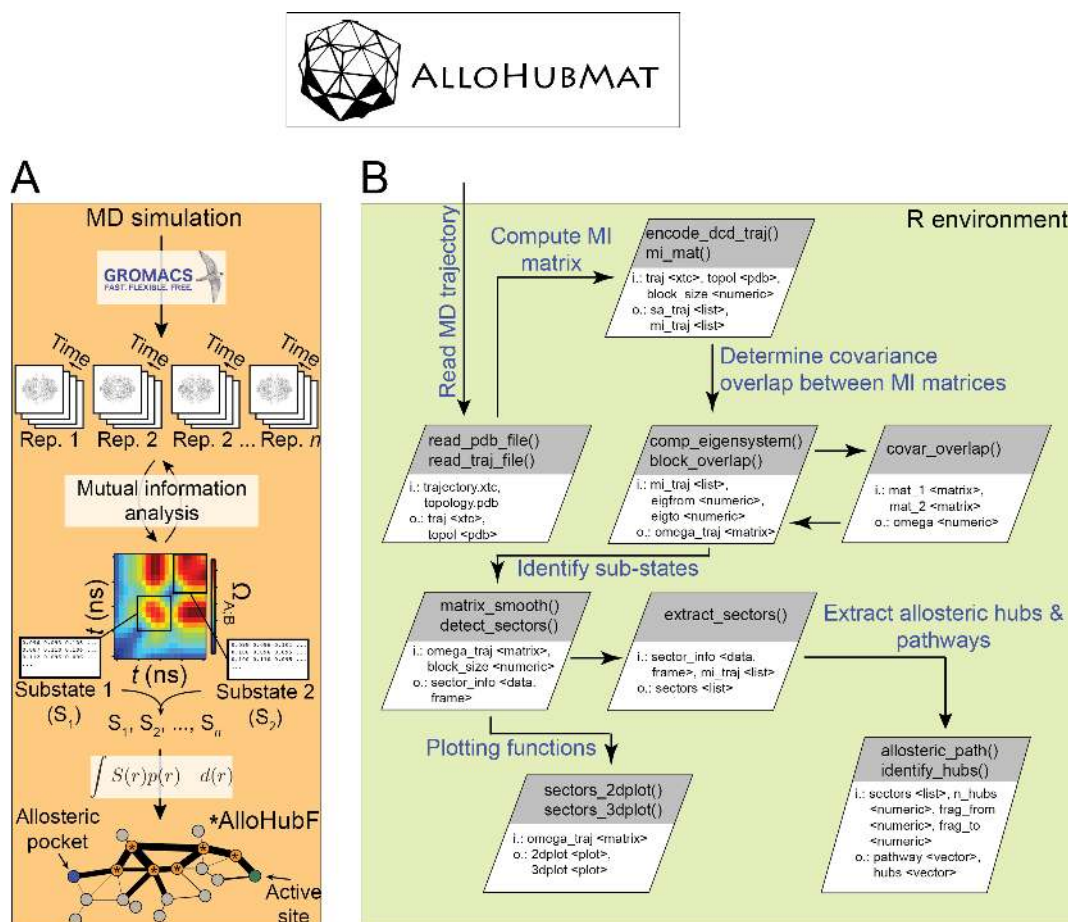 ALLOHUBMAT
A
MD simulation
GROMACS
FAST. FLEXIBLE. FREE.
Time
Time
Time
Time
Rep. 1
Rep. 2
Rep. 2 ...
Rep. n
Mutual information
analysis
t (ns)
Ω A:B
t (ns)
Substate 1
(S1)
Substate 2
(S2)
S1, S2, ..., Sn
∫ S(r)p(r) d(r)
*AlloHubF
Allosteric
pocket
Active
site
B
R environment
Read MD trajectory
Compute MI
matrix
encode_dcd_traj()
mi_mat()
i.: traj <xtc>, topol <pdb>,
block_size <numeric>
o.: sa_traj <list>,
mi_traj <list>
Determine covariance
overlap between MI matrices
read_pdb_file()
read_traj_file()
i.: trajectory.xtc,
topology.pdb
o.: traj <xtc>,
topol <pdb>
comp_eigensystem()
block_overlap()
i.: mi_traj <list>,
eigfrom <numeric>,
eigto <numeric>
o.: omega_traj <matrix>
covar_overlap()
i.: mat_1 <matrix>,
mat_2 <matrix>
o.: omega <numeric>
Identify sub-states
matrix_smooth()
detect_sectors()
i.: omega_traj <matrix>,
block_size <numeric>
o.: sector_info <data.
frame>
extract_sectors()
i.: sector_info <data.
frame>, mi_traj <list>
o.: sectors <list>
Extract allosteric hubs &
pathways
Plotting functions
sectors_2dplot()
sectors_3dplot()
i.: omega_traj <matrix>
o.: 2dplot <plot>,
3dplot <plot>
allosteric_path()
identify_hubs()
i.: sectors <list>, n_hubs
<numeric>, frag_from
<numeric>, frag_to
<numeric>
o.: pathway <vector>,
hubs <vector>